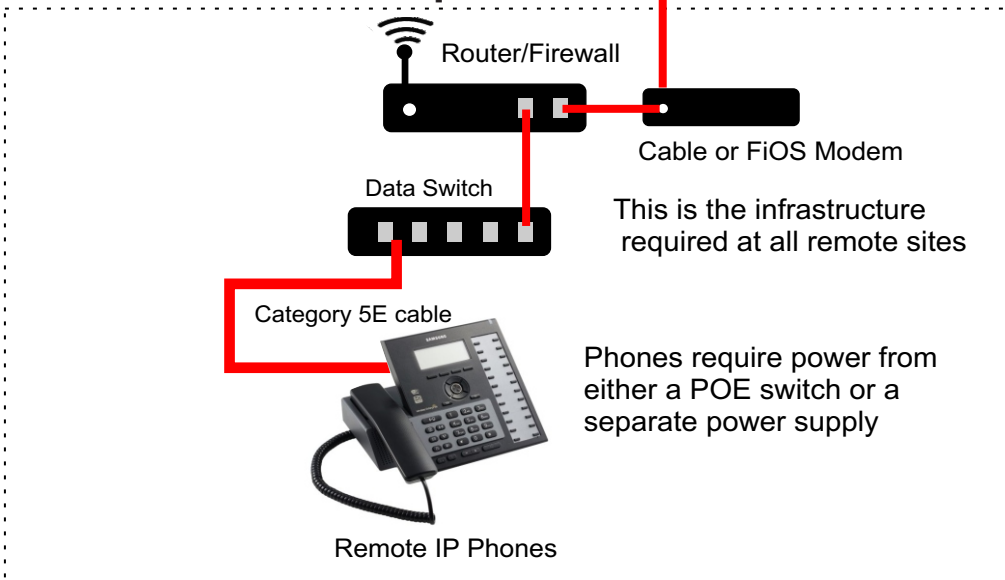 Router/Firewall
Cable or FiOS Modem
Data Switch
This is the infrastructure
required at all remote sites
Category 5E cable
SAMSUNG
Phones require power from
either a POE switch or a
separate power supply
Remote IP Phones